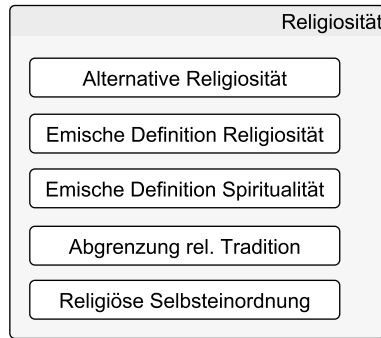 Religiosität
Alternative Religiosität
Emische Definition Religiosität
Emische Definition Spiritualität
Abgrenzung rel. Tradition
Religiöse Selbsteinordnung